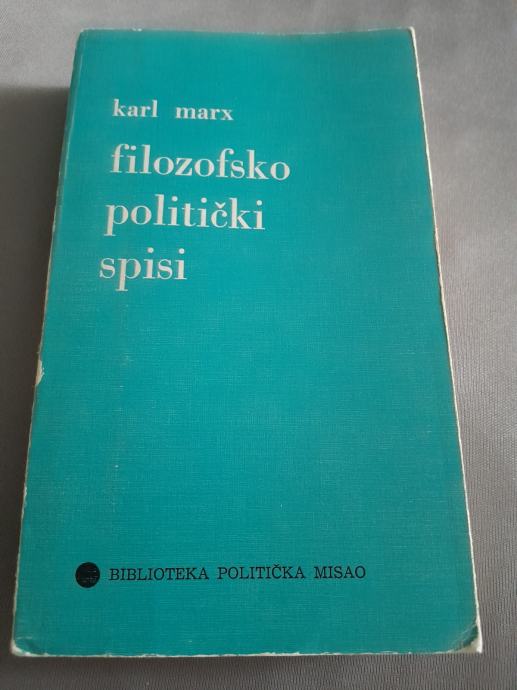 karl marx
filozofsko
politički
spisi
BIBLIOTEKA POLITIČKA MISAO